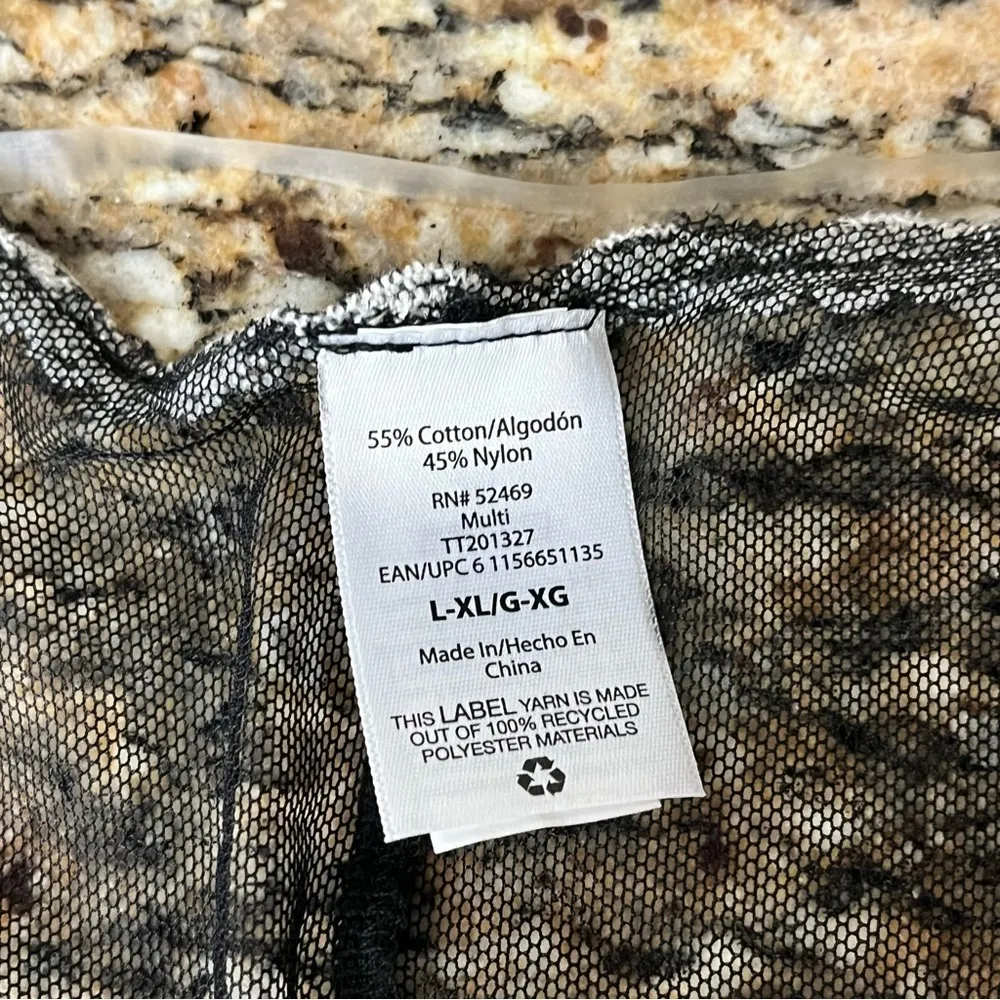 55% Cotton/Algodón
45% Nylon
RN# 52469
Multi
TT201327
EAN/UPC 6 1156651135
L-XL/G-XG
Made In/Hecho En
China
THIS LABEL YARN IS MADE
OUT OF 100% RECYCLED
POLYESTER MATERIALS